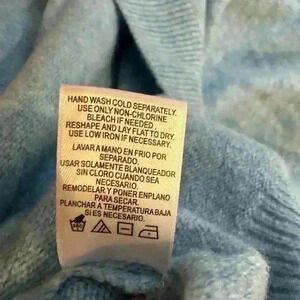 HAND WASH COLD SEPARATELY.
USE ONLY NON-CHLORINE
BLEACH IF NEEDED.
RESHAPE AND LAY FLAT TO DRY.
USE LOW IRON IF NECESSARY.
LAVAR A MANO EN FRIO POR
SEPARADO.
USAR SOLAMENTE BLANQUEADOR
SIN CLORO CUANDO SEA
NECESARIO.
REMODELAR Y PONER ENPLANO
PARA SECAR.
PLANCHAR A TEMPERATURA BAJA
SI ES NECESARIO.